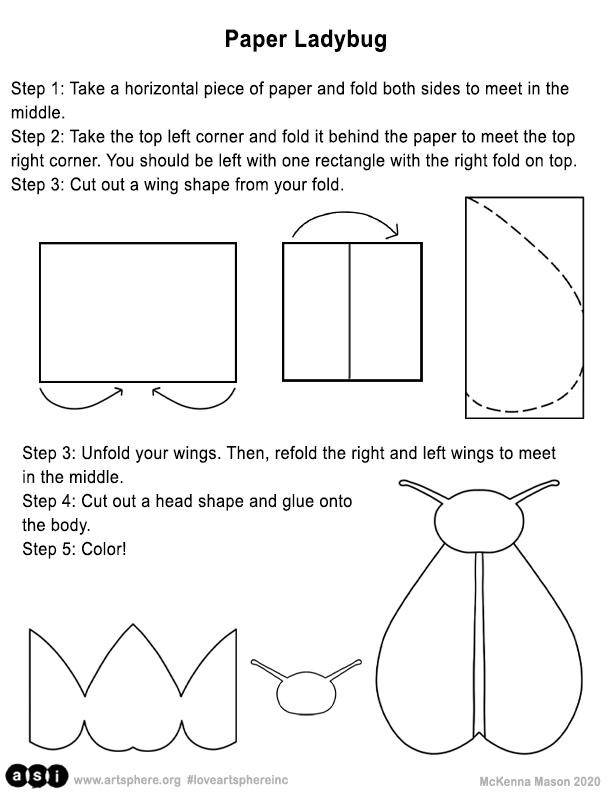 Paper Ladybug
Step 1: Take a horizontal piece of paper and fold both sides to meet in the
middle.
Step 2: Take the top left corner and fold it behind the paper to meet the top
right corner. You should be left with one rectangle with the right fold on top.
Step 3: Cut out a wing shape from your fold.
Step 3: Unfold your wings. Then, refold the right and left wings to meet
in the middle.
Step 4: Cut out a head shape and glue onto
the body.
Step 5: Color!
asi www.artsphere.org #loveartsphereinc
McKenna Mason 2020